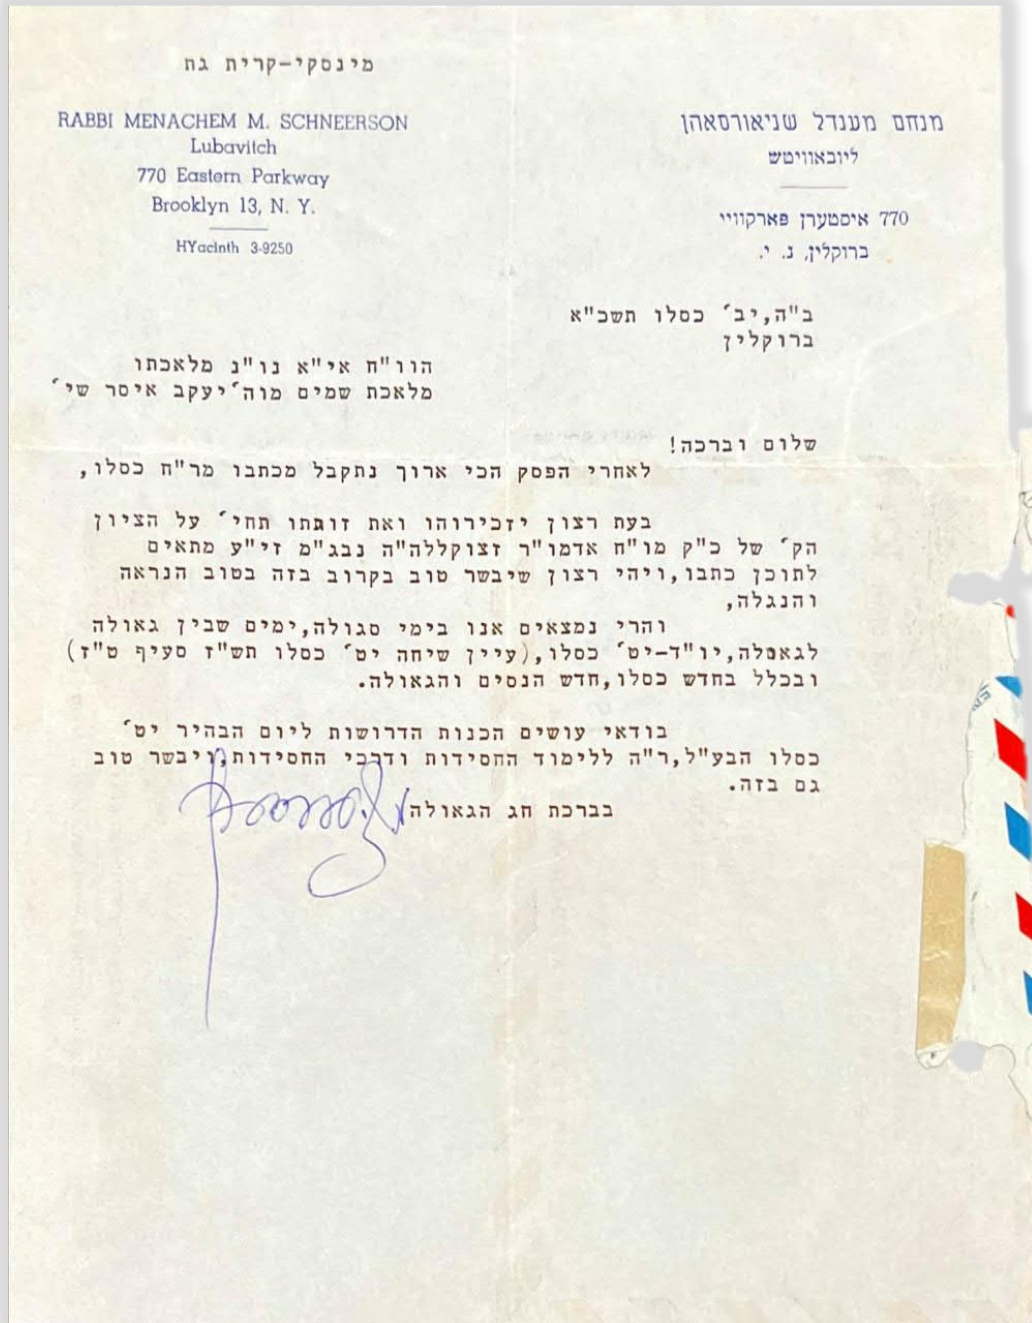 מינסקי-קרית גת
RABBI MENACHEM M. SCHNEERSON
Lubavitch
770 Eastern Parkway
Brooklyn 13, N. Y.
HYacinth 3-9250
מנחם מענדל שניאורסאהן
ליובאוויטש
770 איסטערן פארקוויי
ברוקלין, נ. י.
ב"ה,יב' כסלו תשכ"א
ברוקלין
הוו"ח אי"א נו"נ מלאכתו
מלאכת שמים מוה'יעקב איסר שי'
שלום וברכה!
לאחרי הפסק הכי ארוך נתקבל מכתבו מר"ח כסלו,
בעת רצון יזכירוהו ואת זוגתו תחי' על הציון
הק' של כ"ק מו"ח אדמו"ר זצוקללה"ה נבג"מ זי"ע מתאים
לתוכן כתבו,ויהי רצון שיבשר טוב בקרוב בזה בטוב הנראה
והנגלה,
והרי נמצאים אנו בימי סגולה,ימים שבין גאולה
לגאולה,יו"ד-יט' כסלו,(עיין שיחה יט' כסלו תש"ז סעיף ט"ז)
ובכלל בחדש כסלו,חדש הנסים והגאולה.
בודאי עושים הכנות הדרושות ליום הבהיר יט'
כסלו הבע"ל,ר"ה ללימוד החסידות ודרכי החסידות,ויבשר טוב
גם בזה.
בברכת חג הגאולה